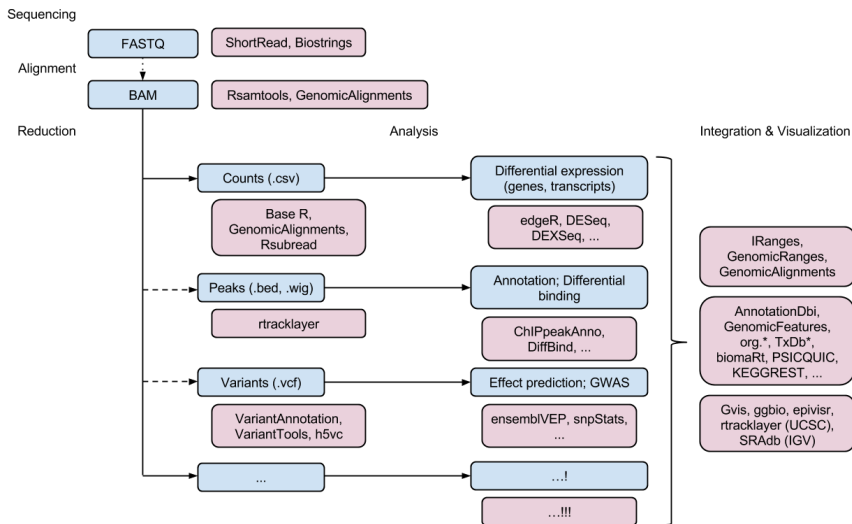 Sequencing
FASTQ
ShortRead, Biostrings
Alignment
BAM
Rsamtools, GenomicAlignments
Reduction
Analysis
Integration & Visualization
Counts (.csv)
Differential expression
(genes, transcripts)
Base R,
GenomicAlignments,
Rsubread
edgeR, DESeq,
DEXSeq, ...
Peaks (.bed, .wig)
Annotation; Differential
binding
rtracklayer
ChIPpeakAnno,
DiffBind, ...
Variants (.vcf)
Effect prediction; GWAS
VariantAnnotation,
VariantTools, h5vc
ensemblVEP, snpStats,
...
...
...!
...!!!
IRanges,
GenomicRanges,
GenomicAlignments
AnnotationDbi,
GenomicFeatures,
org.*, TxDb*,
biomaRt, PSICQUIC,
KEGGREST, ...
Gvis, ggbio, epivisr,
rtracklayer (UCSC),
SRAdb (IGV)